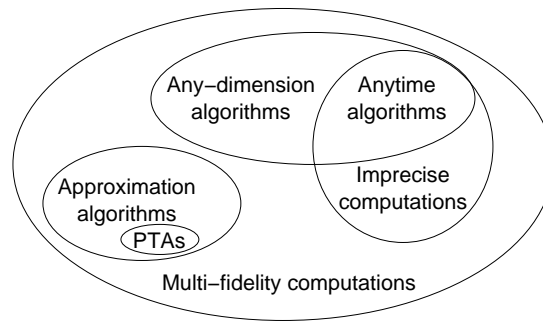 Any−dimension
algorithms
Anytime
algorithms
Imprecise
computations
Approximation
algorithms
PTAs
Multi−fidelity computations